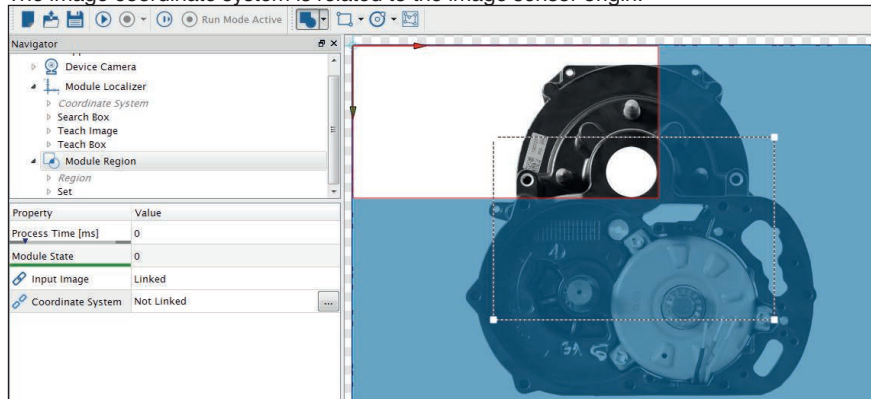 The image coordinate system is related to the image sensor origin.
Run Mode Active
Navigator
Device Camera
Module Localizer
Coordinate System
Search Box
Teach Image
Teach Box
Module Region
Region
Set
Property Value
Process Time [ms] 0
Module State 0
Input Image Linked
Coordinate System Not Linked ...